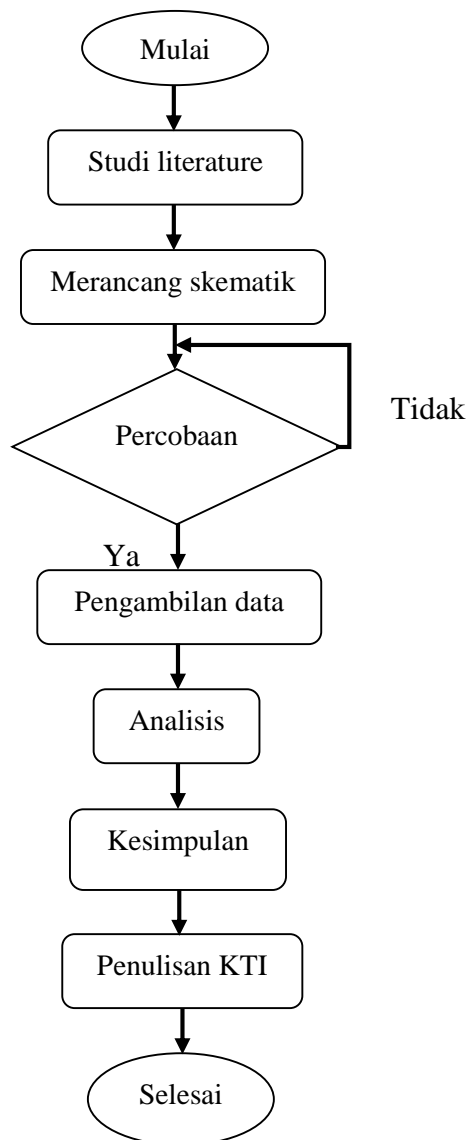 Mulai
Studi literature
Merancang skematik
Tidak
Percobaan
Ya
Pengambilan data
Analisis
Kesimpulan
Penulisan KTI
Selesai